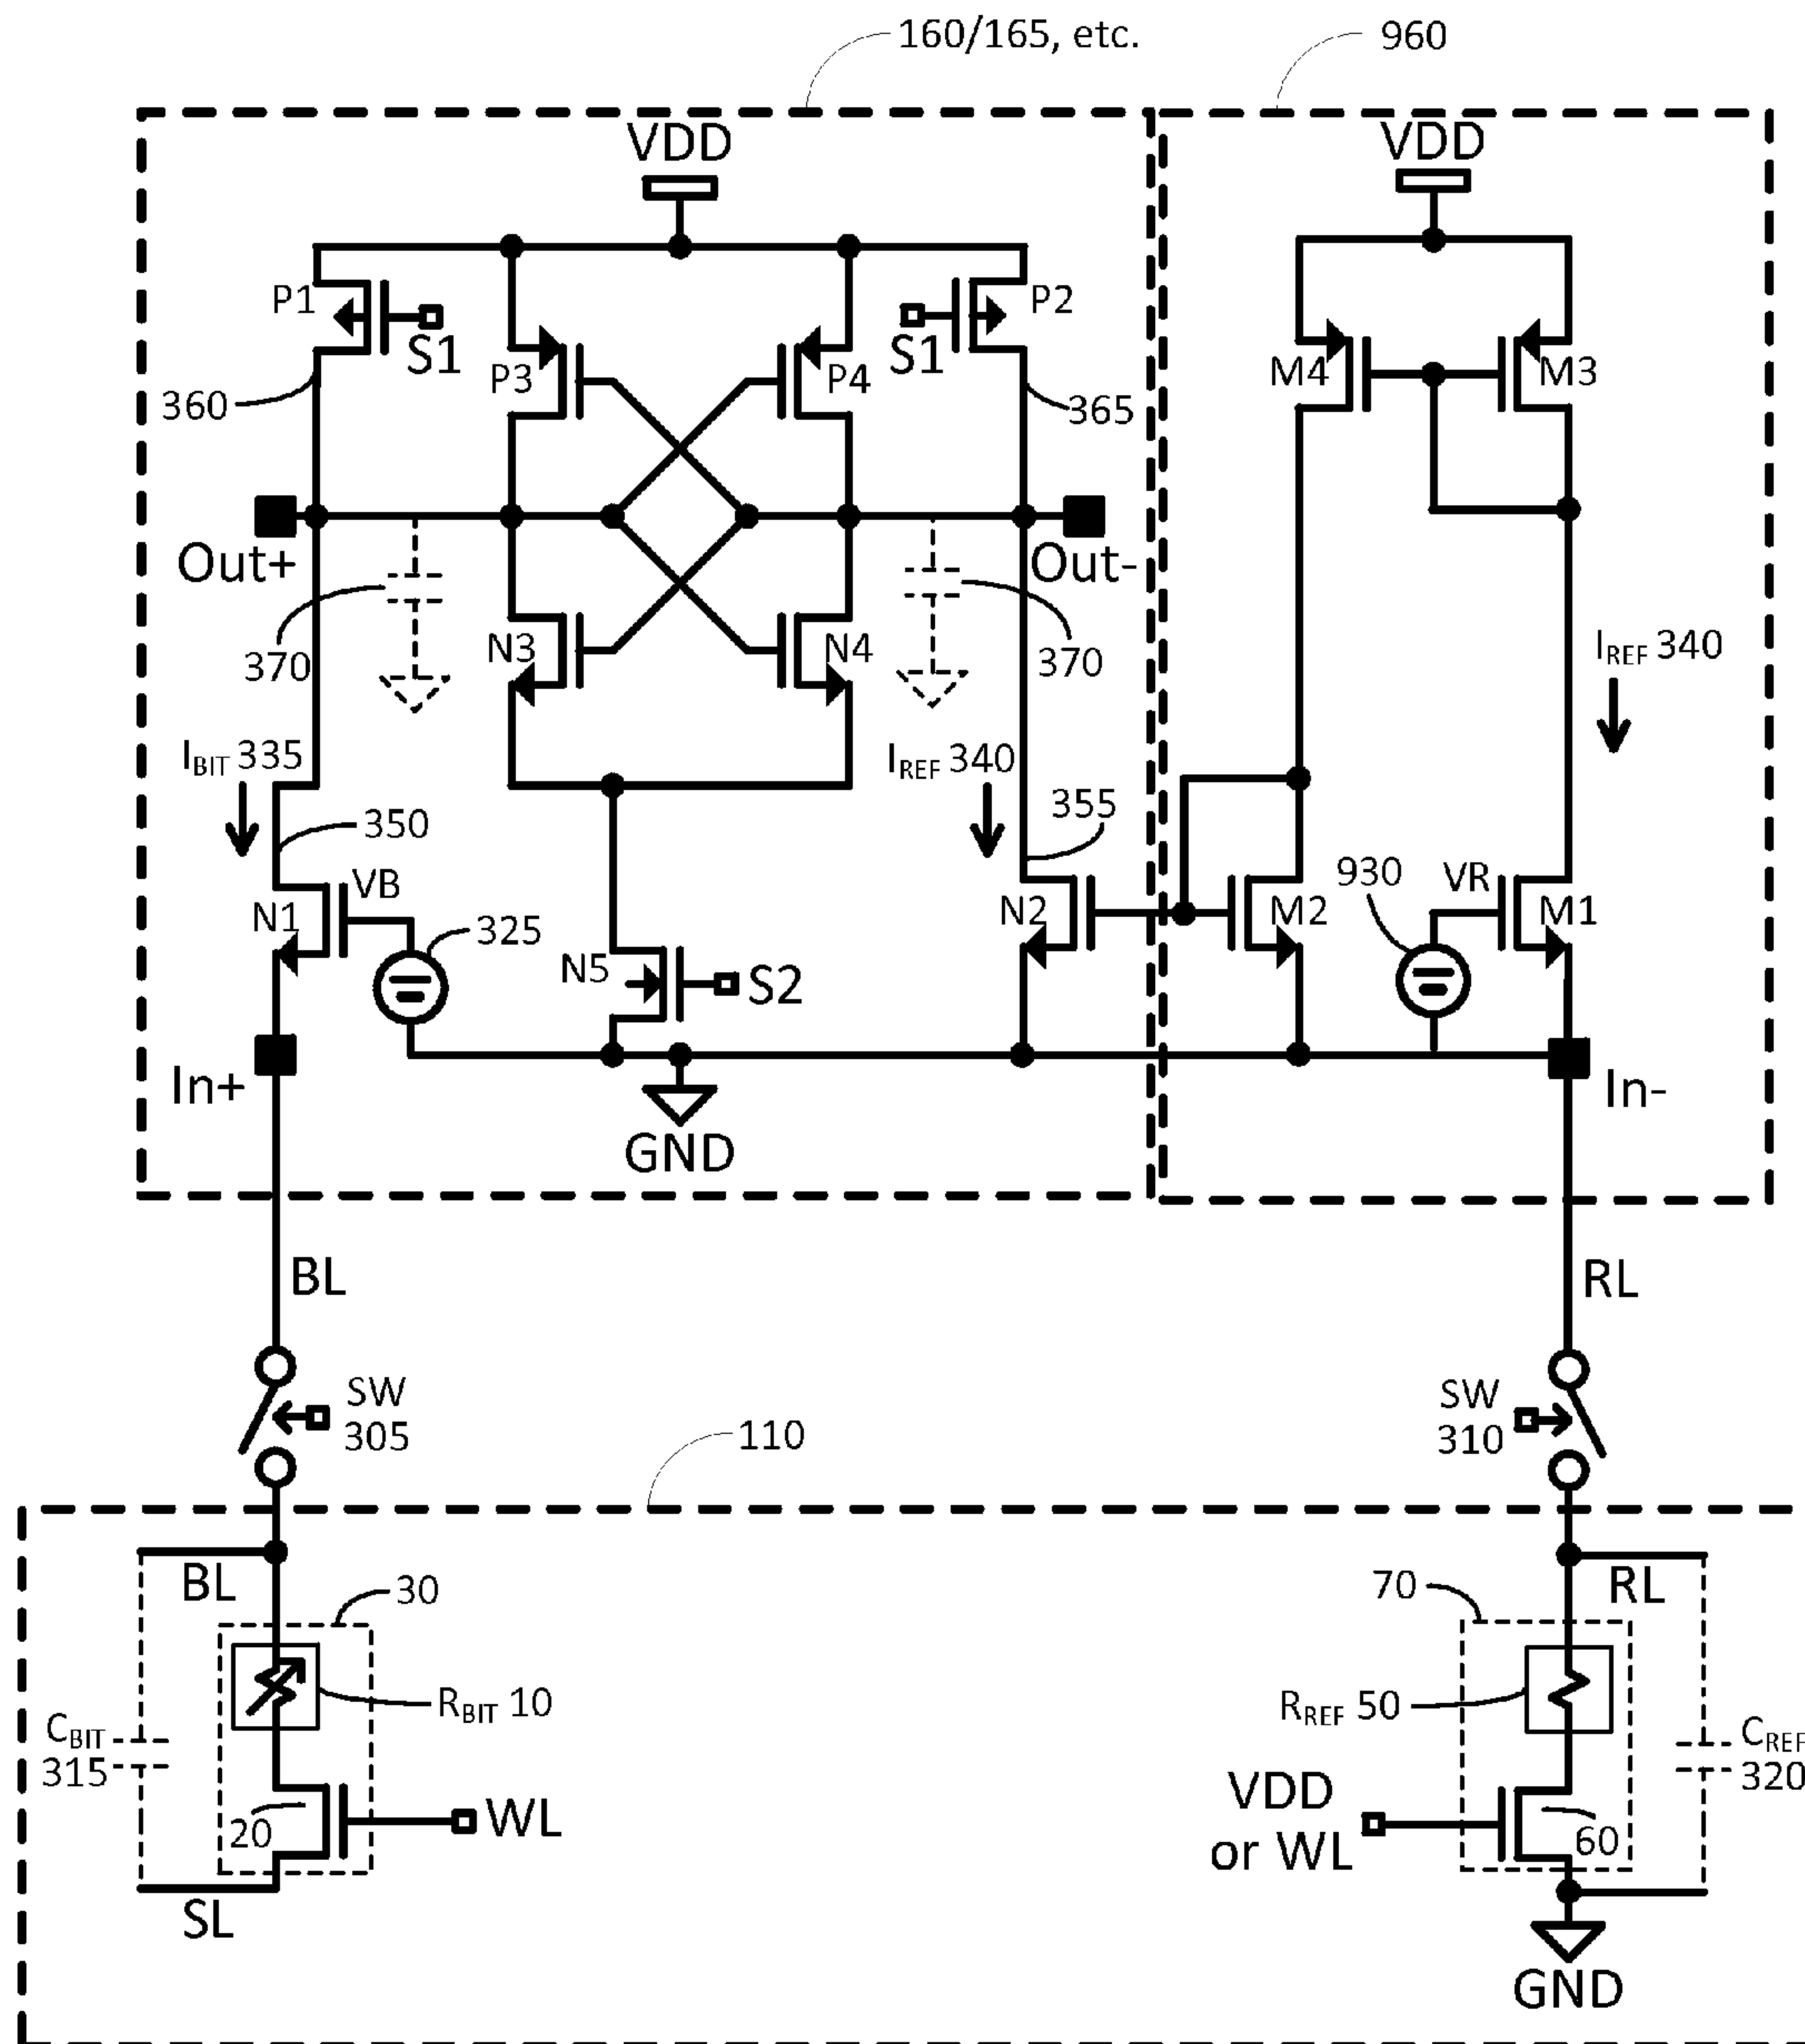 160/165, etc.
960
VDD
VDD
P1
S1
P3
P4
S1
P2
M4
M3
360
365
Out+
Out-
370
N3
N4
370
IREF 340
IBIT 335
IREF 340
350
355
VB
930
VR
N1
325
N2
M2
M1
N5
S2
In+
In-
GND
BL
RL
SW
305
SW
310
110
BL
30
70
RL
RBIT 10
RREF 50
CBIT
315
CREF
320
20
WL
VDD
or WL
60
SL
GND